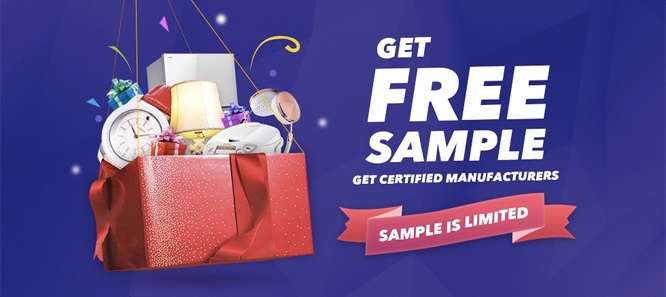 GET
FREE
SAMPLE
GET CERTIFIED MANUFACTURERS
SAMPLE IS LIMITED